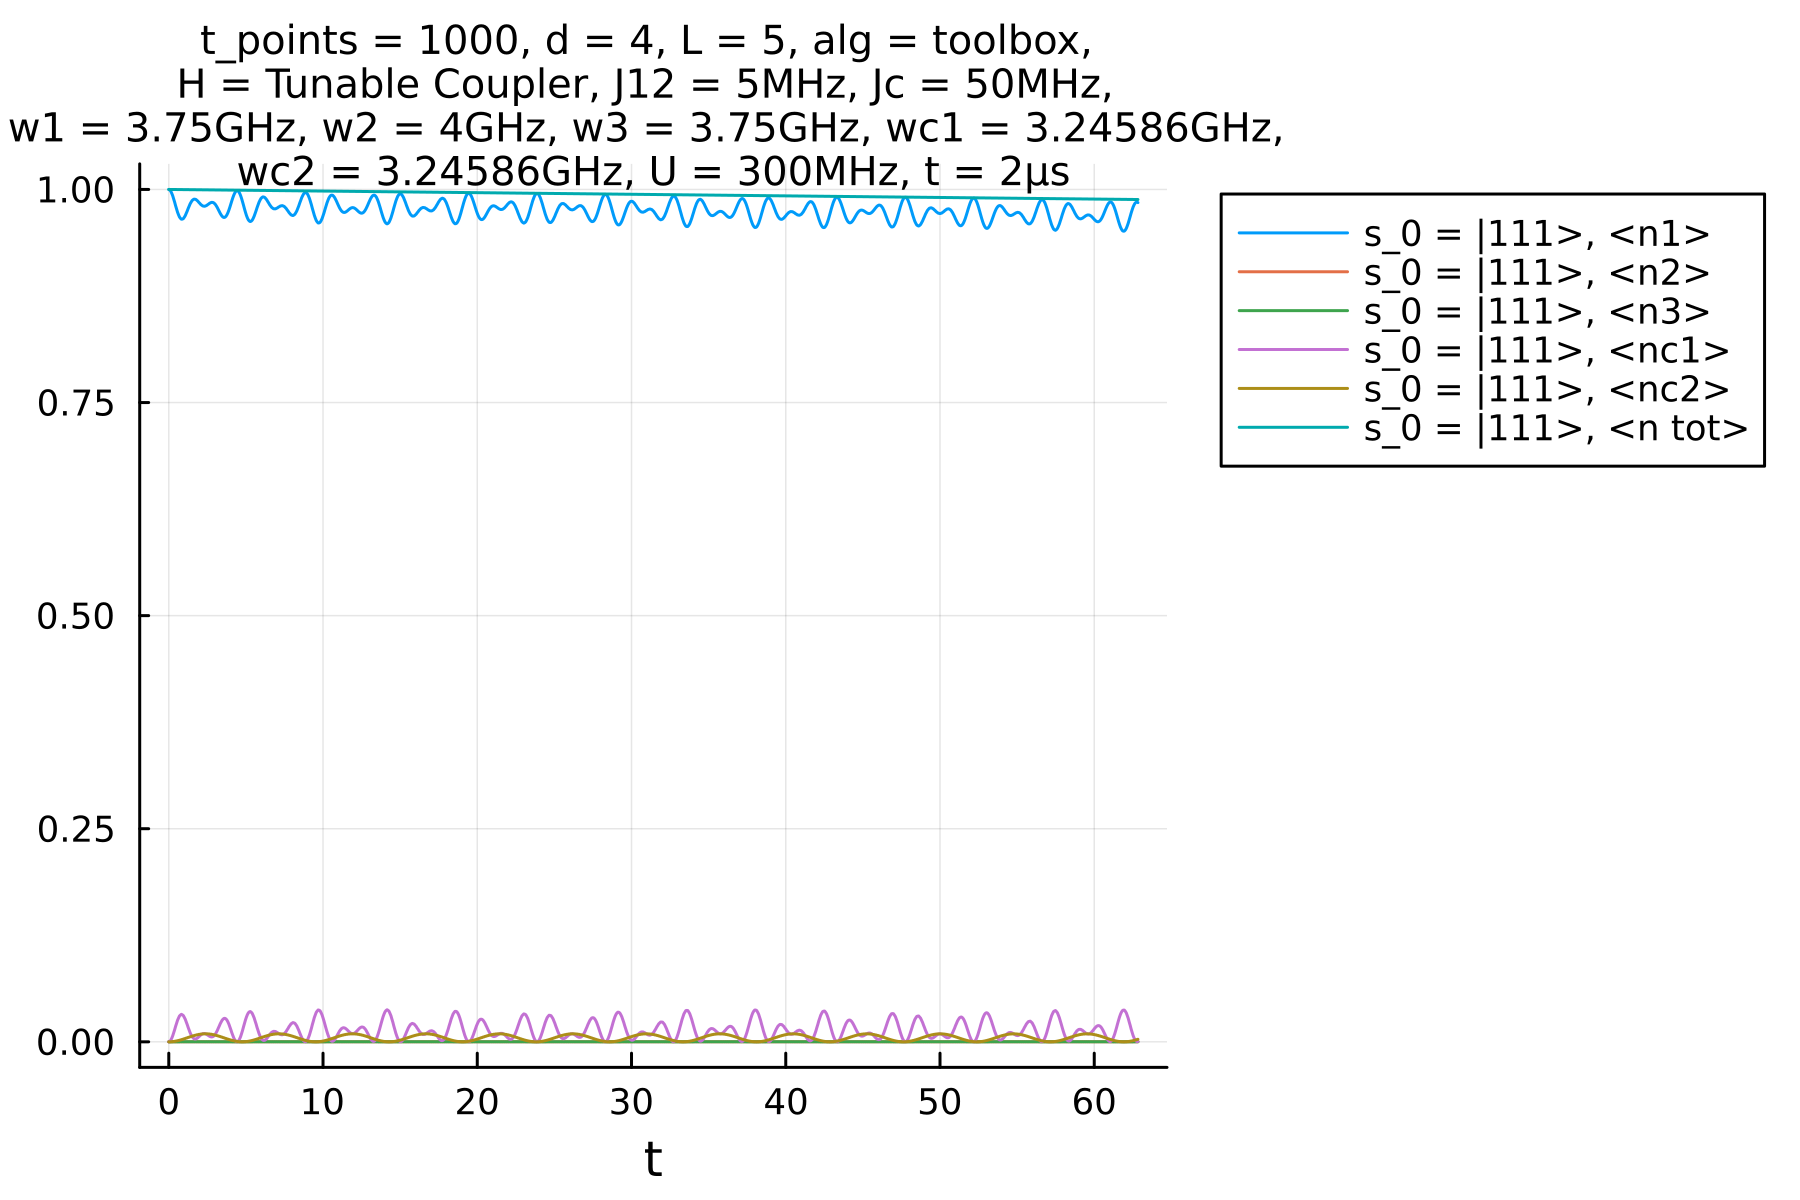 t_points = 1000, d = 4, L = 5, alg = toolbox,
H = Tunable Coupler, J12 = 5MHz, Jc = 50MHz,
w1 = 3.75GHz, w2 = 4GHz, w3 = 3.75GHz, wc1 = 3.24586GHz,
wc2 = 3.24586GHz, U = 300MHz, t = 2μs
1.00
0.75
0.50
0.25
0.00
0 10 20 30 40 50 60
t
s_0 = |111>, <n1>
s_0 = |111>, <n2>
s_0 = |111>, <n3>
s_0 = |111>, <nc1>
s_0 = |111>, <nc2>
s_0 = |111>, <n tot>